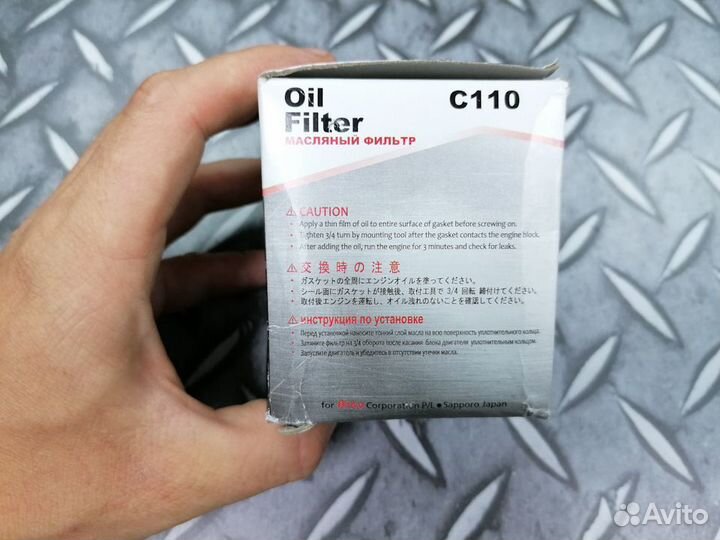 Oil C110
Filter
МАСЛЯНЫЙ ФИЛЬТР
CAUTION
• Apply a thin film of oil to entire surface of gasket before screwing on.
• Tighten 3/4 turn by mounting tool after the gasket contacts the engine block.
• After adding the oil, run the engine for 3 minutes and check for leaks.
交換時の注意
• ガスケットの全周にエンジンオイルを塗ってください。
• シール面にガスケットが接触後、取付工具で 3/4 回転 締付けてください。
• 取付後エンジンを運転し、オイル洩れのないことを確認してください。
инструкция по установке
• Перед установкой нанесите тонкий слой масла на всю поверхность уплотнительного кольца.
• Затяните фильтр на 3/4 оборота после касания блока двигателя уплотнительным кольцом.
• Запустите двигатель и убедитесь в отсутствии утечки масла.
for Corporation P/L • Sapporo Japan
Avito